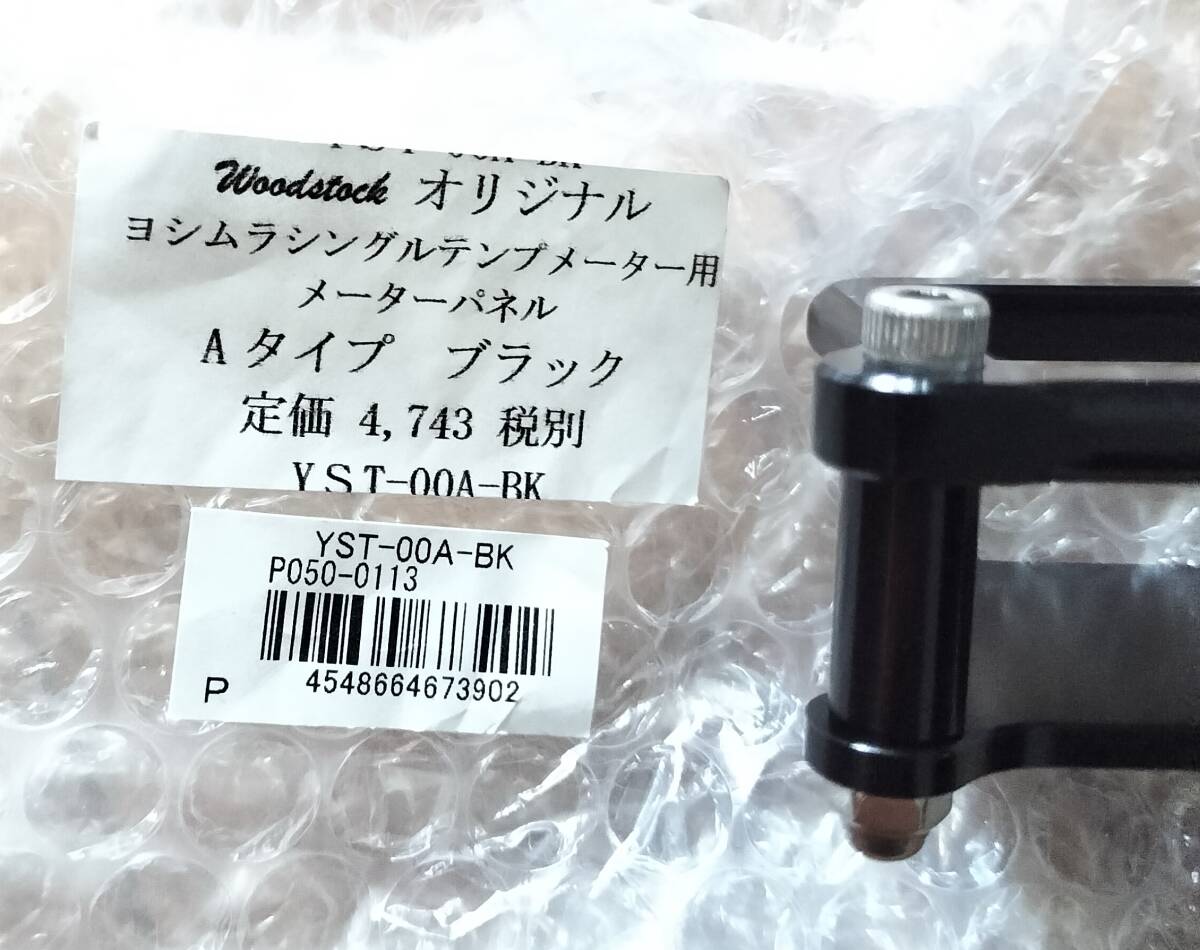 Woodstock オリジナル
ヨシムラシングルテンプメーター用
メーターパネル
Aタイプ ブラック
定価 4,743 税別
YST-00A-BK
YST-00A-BK
P050-0113
P 4548664673902